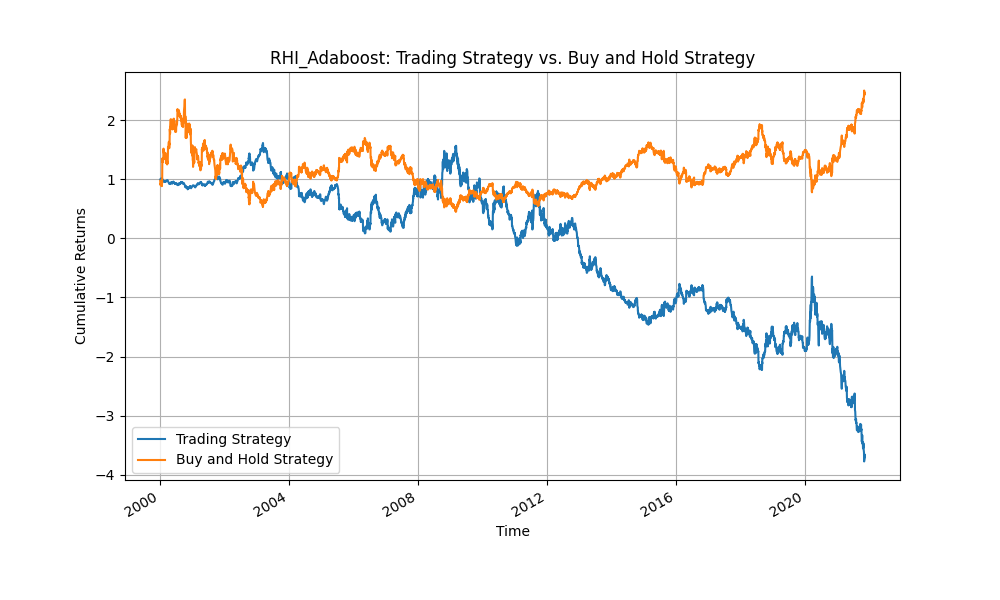 RHI_Adaboost: Trading Strategy vs. Buy and Hold Strategy
Cumulative Returns
2
1
0
−1
−2
−3
−4
Trading Strategy
Buy and Hold Strategy
2000
2004
2008
2012
2016
2020
Time